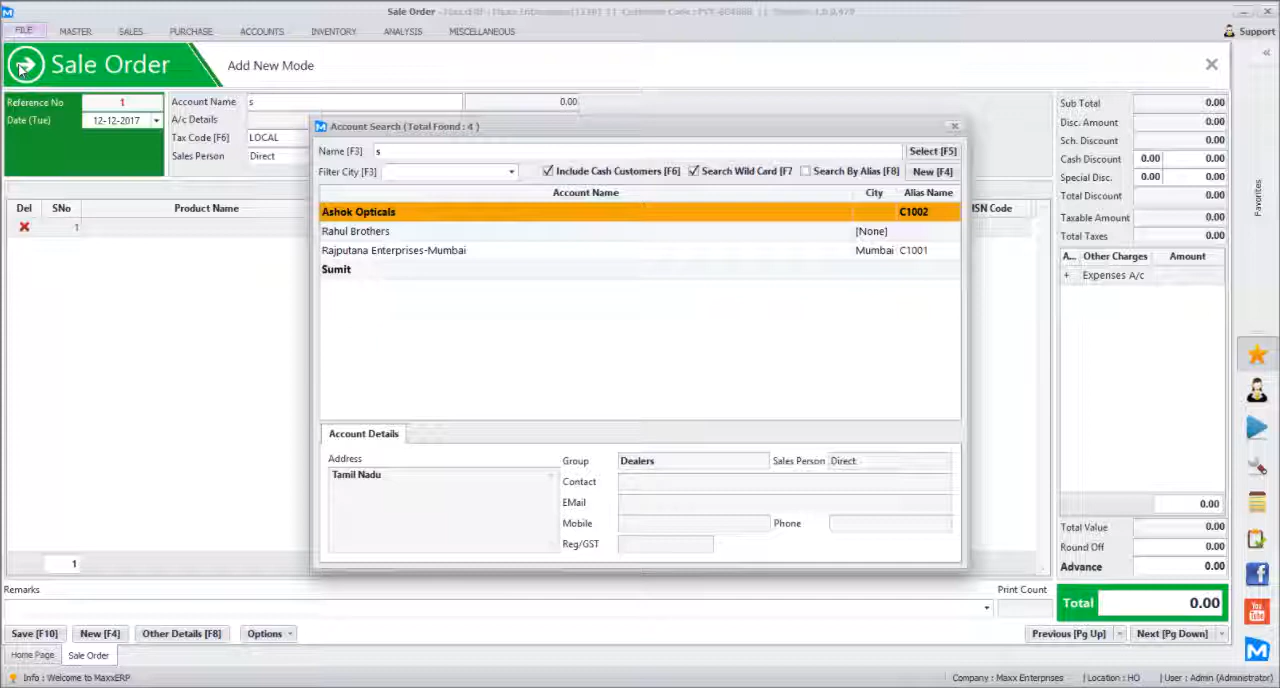 Sale Order
FILE MASTER SALES PURCHASE ACCOUNTS INVENTORY ANALYSIS MISCELLANEOUS Support
Sale Order Add New Mode
Reference No 1 Account Name s 0.00
Date (Tue) 12-12-2017 A/c Details
Tax Code [F6] LOCAL
Sales Person Direct
Del SNo Product Name HSN Code
1
Account Search (Total Found : 4 )
Name [F3] s Select [F5]
Filter City [F3] Include Cash Customers [F6] Search Wild Card [F7 Search By Alias [F8] New [F4]
Account Name City Alias Name
Ashok Opticals C1002
Rahul Brothers [None]
Rajputana Enterprises-Mumbai Mumbai C1001
Sumit
Account Details
Address Group Dealers Sales Person Direct
Tamil Nadu Contact
EMail
Mobile Phone
Reg/GST
Sub Total 0.00
Disc. Amount 0.00
Sch. Discount 0.00
Cash Discount 0.00 0.00
Special Disc. 0.00 0.00
Total Discount 0.00
Taxable Amount 0.00
Total Taxes 0.00
A... Other Charges Amount
+ Expenses A/c
0.00
Total Value 0.00
Round Off 0.00
Advance 0.00
Total 0.00
Favorites
You Tube
1
Remarks Print Count
Save [F10] New [F4] Other Details [F8] Options Previous [Pg Up] Next [Pg Down]
Home Page Sale Order
Info : Welcome to MaxxERP Company : Maxx Enterprises | Location : HO | User : Admin (Administrator)